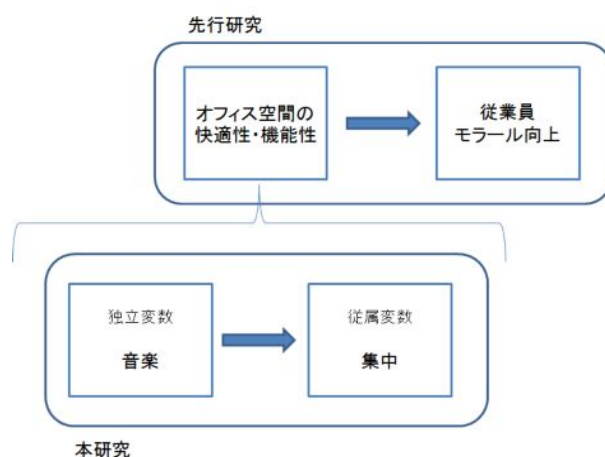 先行研究
オフィス空間の
快適性・機能性
従業員
モラール向上
独立変数
音楽
従属変数
集中
本研究